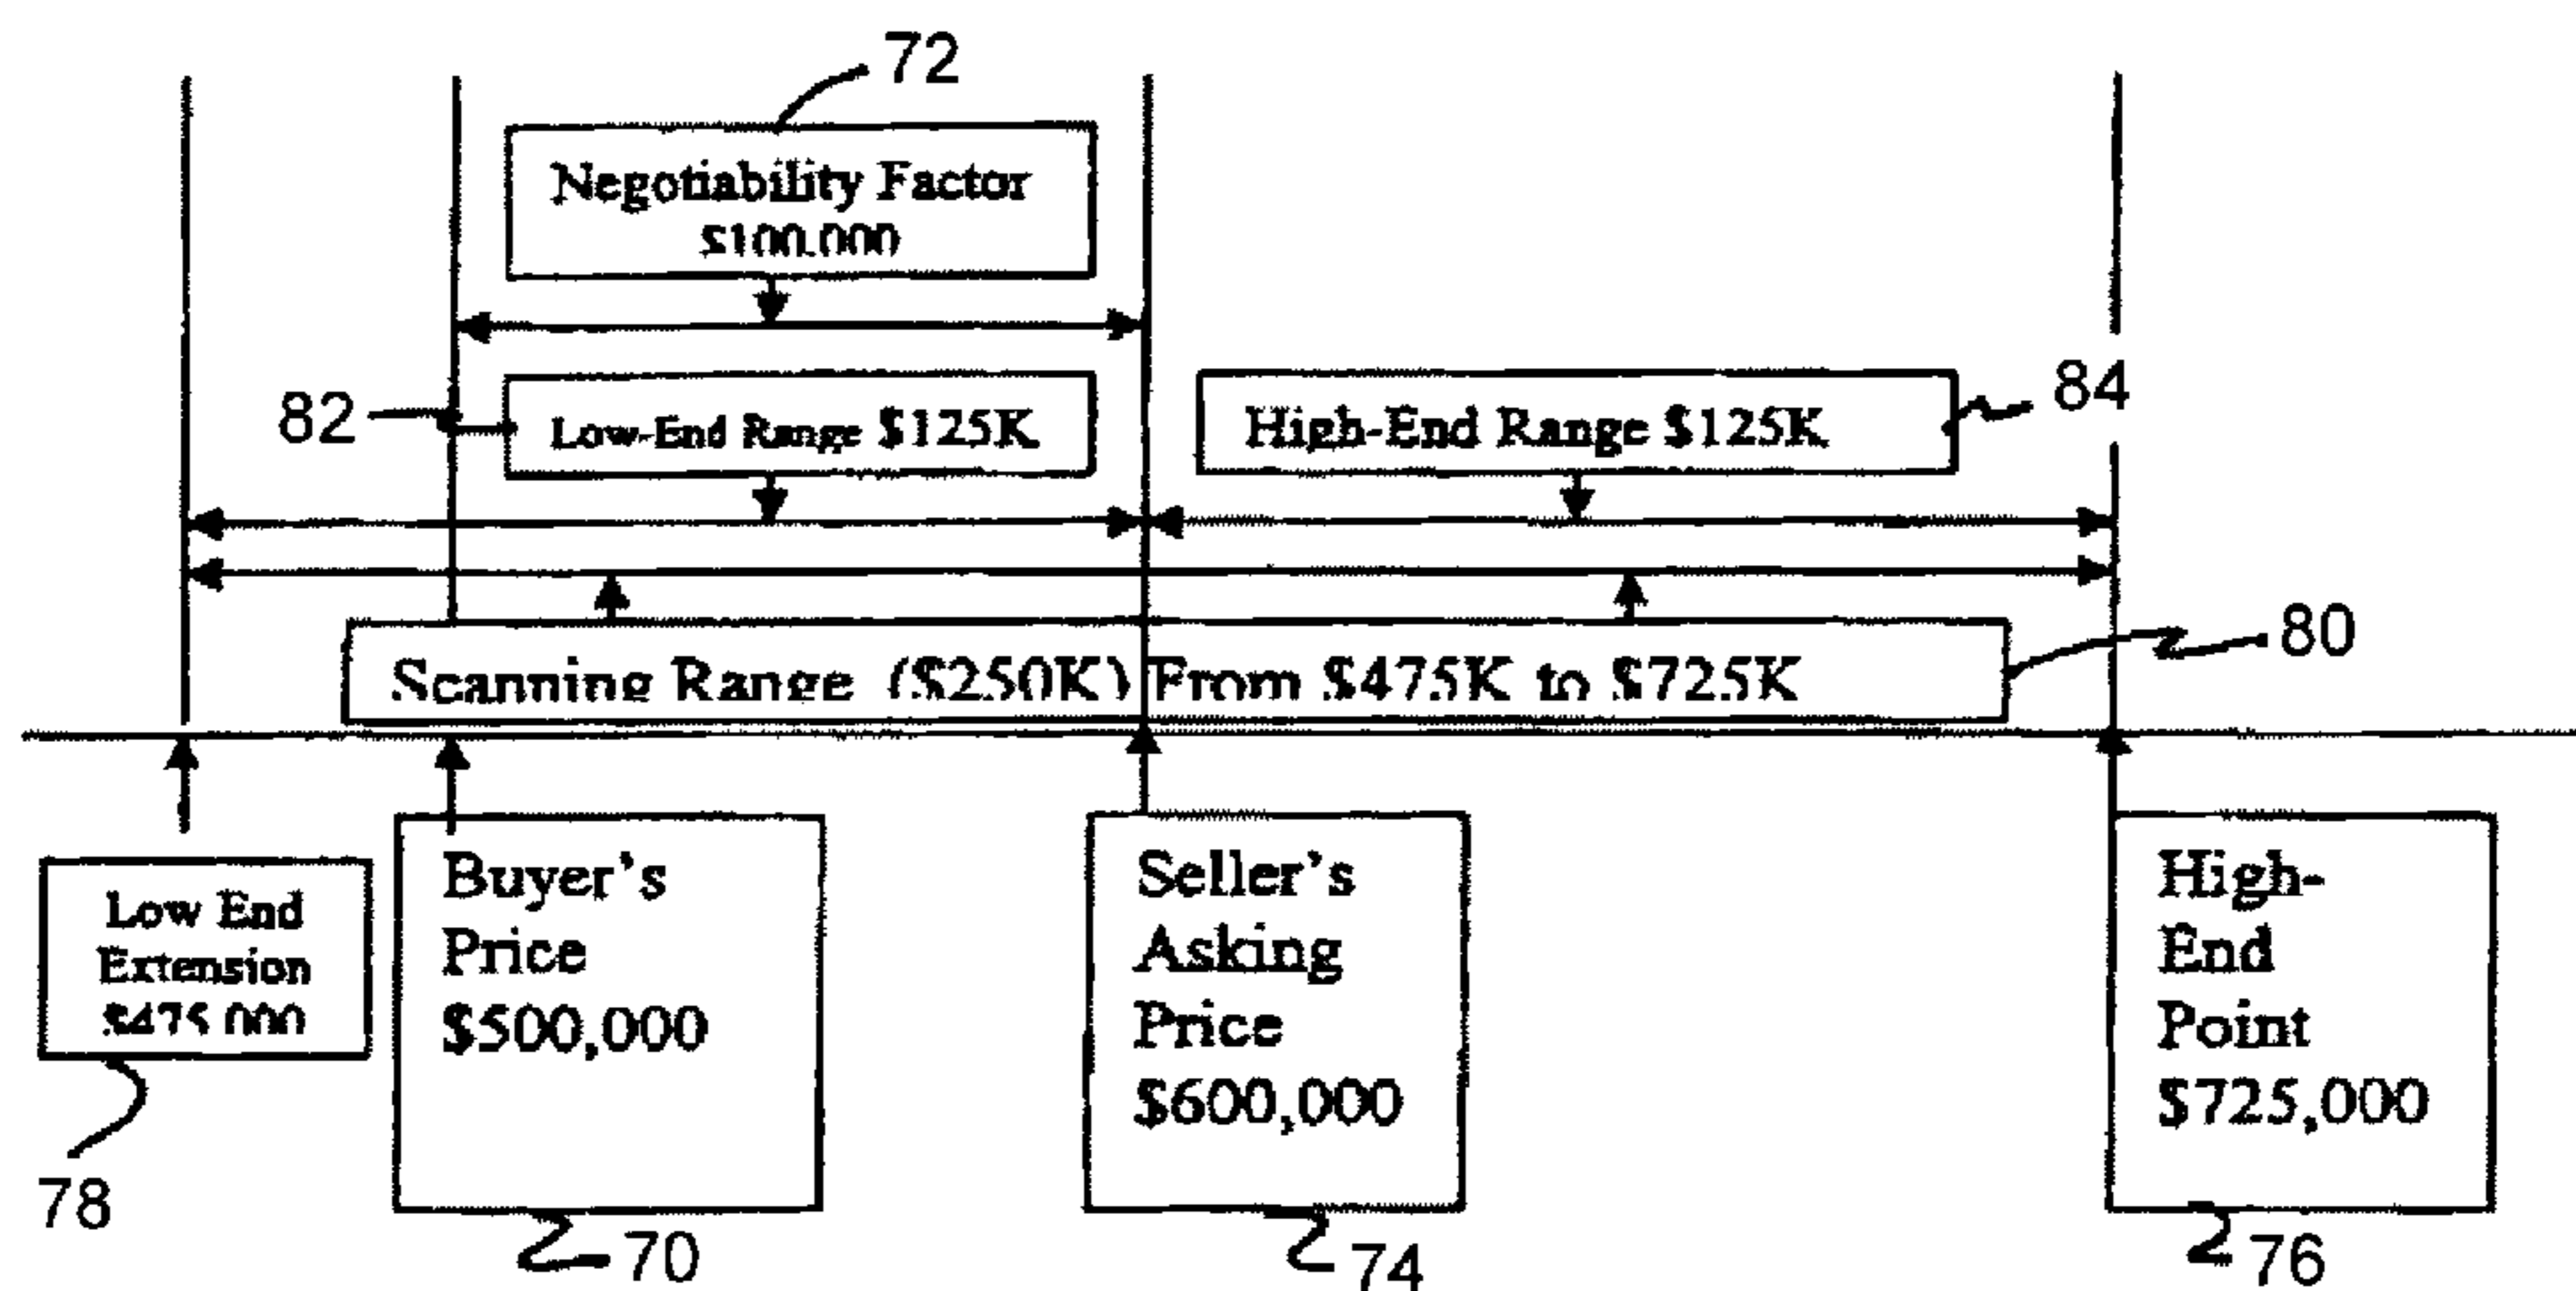 72
Negotiability Factor
$100,000
82
Low-End Range $125K
High-End Range $125K
84
Scanning Range ($250K) From $475K to $725K
80
Low End
Extension
$475,000
78
Buyer's
Price
$500,000
70
Seller's
Asking
Price
$600,000
74
High-
End
Point
$725,000
76